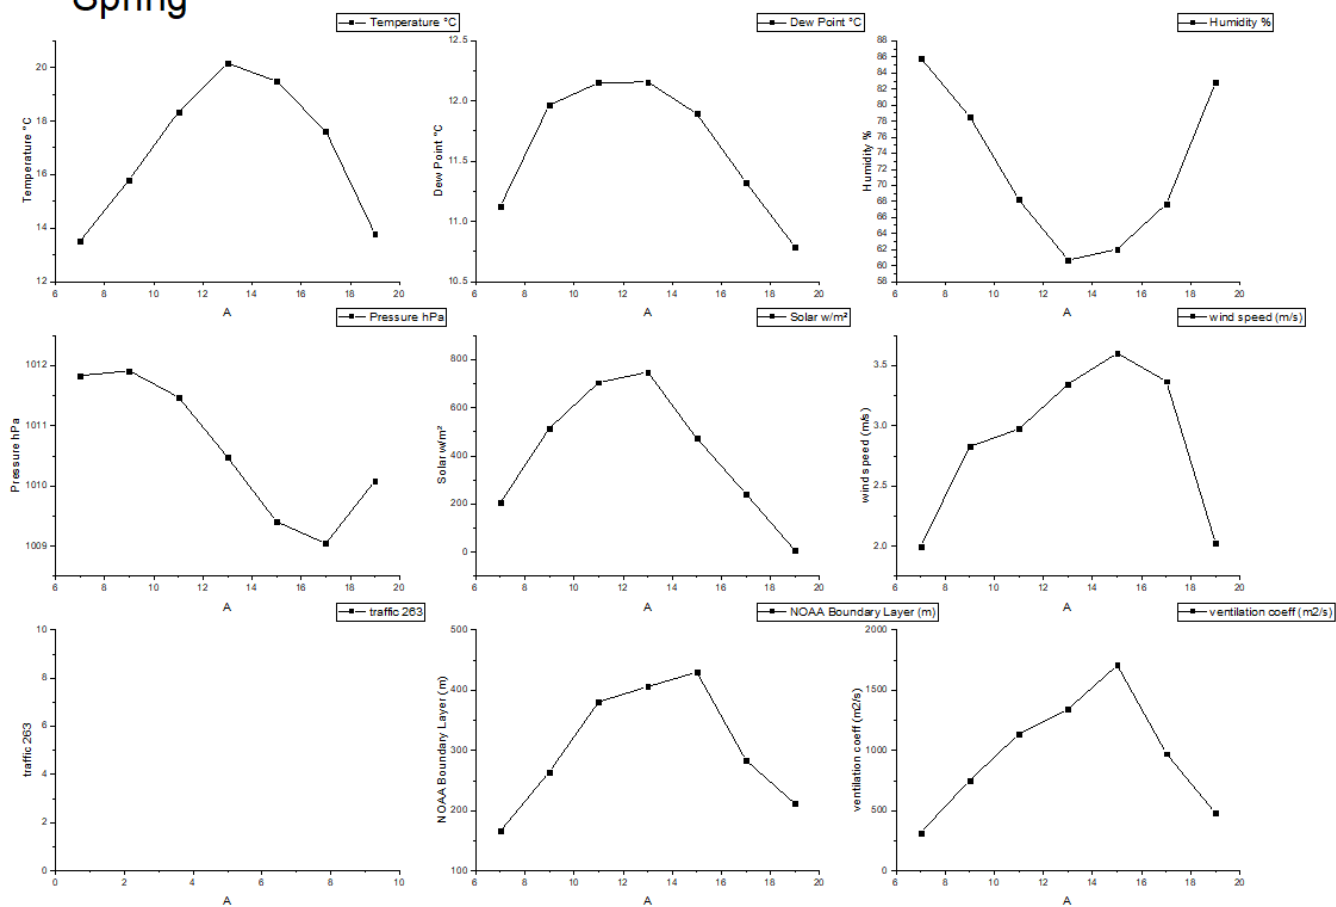 Spring
Temperature °C
20
18
16
14
12
6 8 10 12 14 16 18 20
Temperature °C
A
Dew Point °C
12.5
12.0
11.5
11.0
10.5
6 8 10 12 14 16 18 20
Dew Point °C
A
Humidity %
88
86
84
82
80
78
76
74
72
70
68
66
64
62
60
58
6 8 10 12 14 16 18 20
Humidity %
A
Pressure hPa
1012
1011
1010
1009
6 8 10 12 14 16 18 20
Pressure hPa
A
Solar w/m²
800
600
400
200
0
6 8 10 12 14 16 18 20
Solar w/m²
A
wind speed (m/s)
3.5
3.0
2.5
2.0
6 8 10 12 14 16 18 20
wind speed (m/s)
A
traffic 263
10
8
6
4
2
0
0 2 4 6 8 10
traffic 263
A
NOAA Boundary Layer (m)
500
400
300
200
100
6 8 10 12 14 16 18 20
NOAA Boundary Layer (m)
A
ventilation coeff (m2/s)
2000
1500
1000
500
0
6 8 10 12 14 16 18 20
ventilation coeff (m2/s)
A